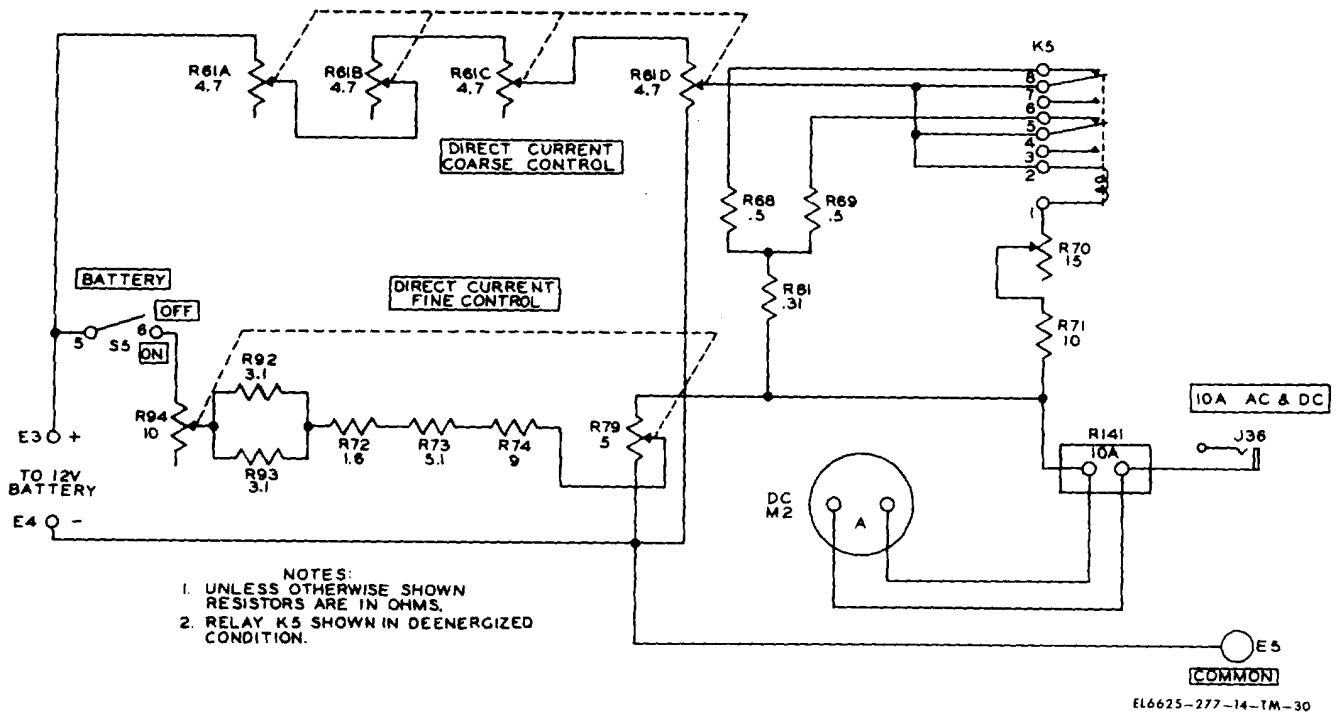 K5
R61A
4.7
R61B
4.7
R61C
4.7
R61D
4.7
DIRECT CURRENT
COARSE CONTROL
8
7
6
5
4
3
2
1
R68
.5
R69
.5
R70
15
R81
.31
R71
10
BATTERY
OFF
5
S5
6
ON
DIRECT CURRENT
FINE CONTROL
R92
3.1
R94
10
R93
3.1
R72
1.6
R73
5.1
R74
9
R79
5
E3 +
TO 12V
BATTERY
E4 -
10A AC & DC
R141
10A
J36
DC
M2
A
NOTES:
1. UNLESS OTHERWISE SHOWN
RESISTORS ARE IN OHMS.
2. RELAY K5 SHOWN IN DEENERGIZED
CONDITION.
E5
COMMON
EL6625-277-14-TM-30